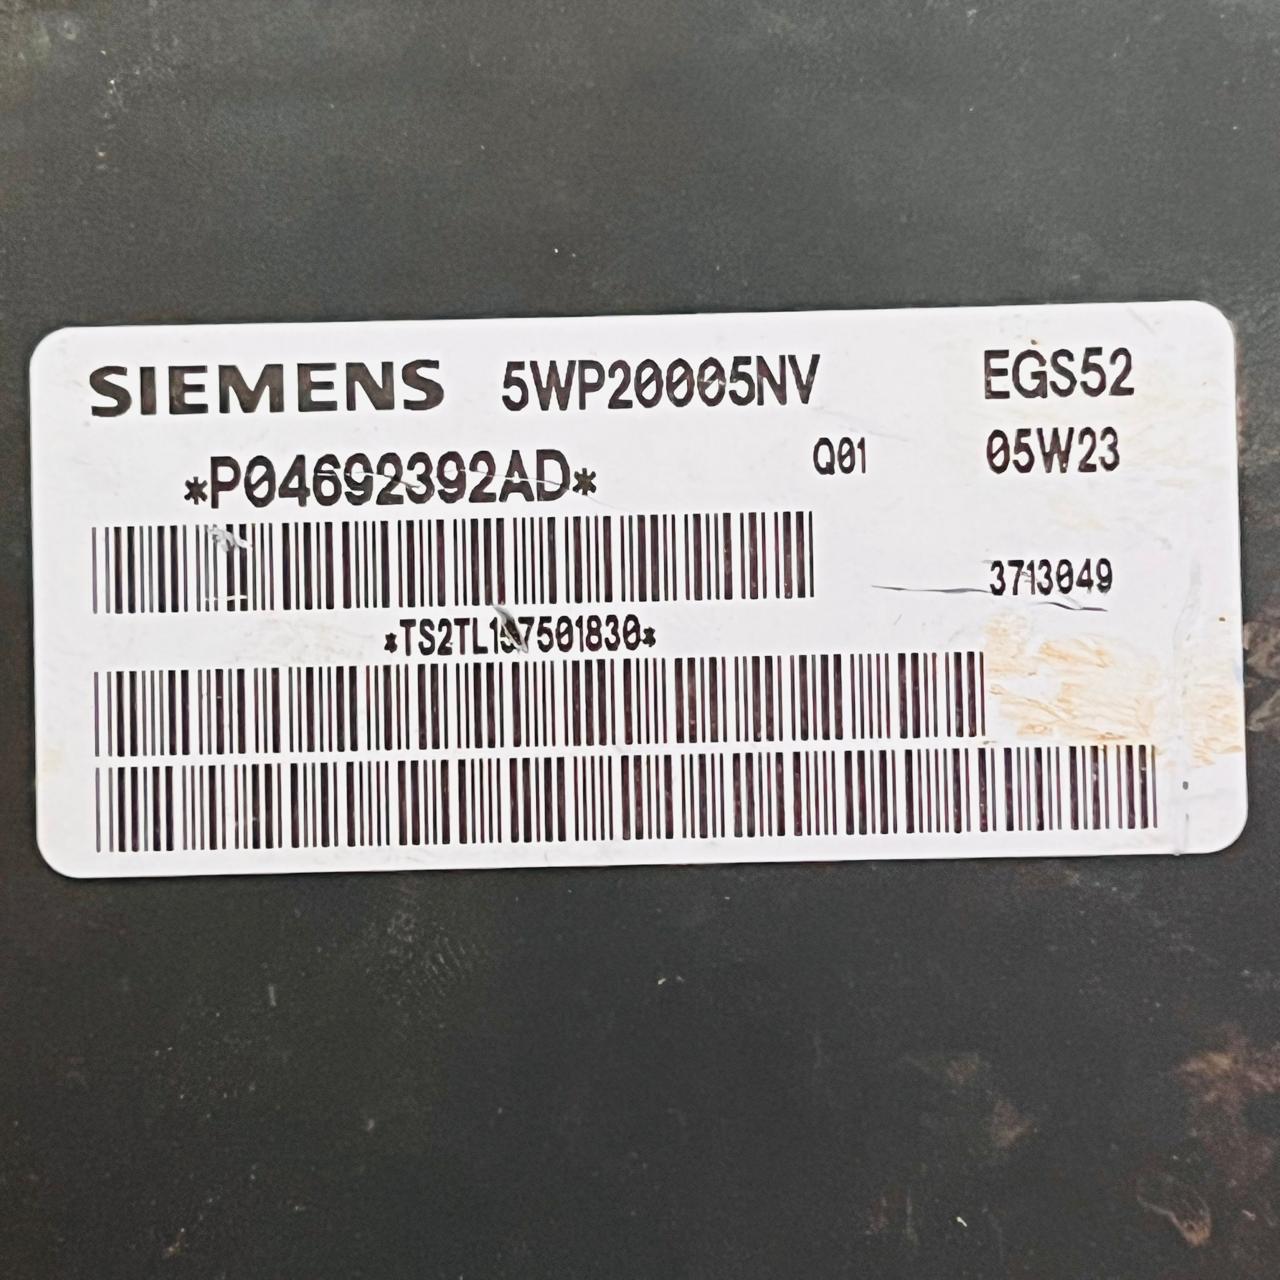 SIEMENS 5WP20005NV EGS52
*P04692392AD* Q01 05W23
3713049